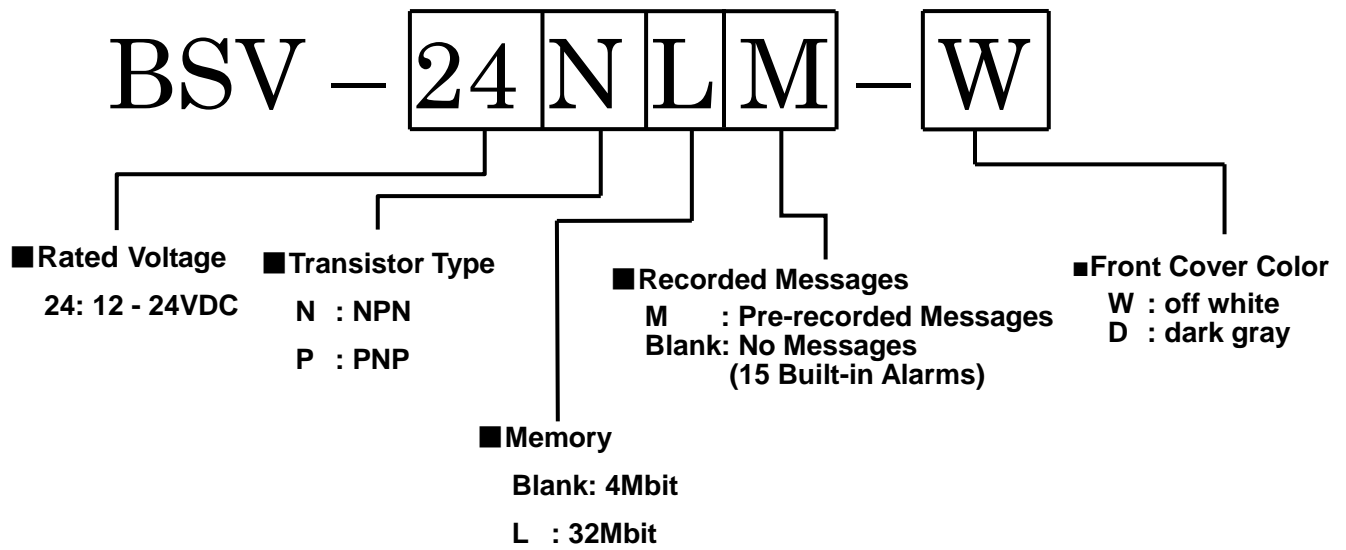 BSV – 24 N L M – W
■Rated Voltage
24: 12 - 24VDC
■Transistor Type
N : NPN
P : PNP
■Memory
Blank: 4Mbit
L : 32Mbit
■Recorded Messages
M : Pre-recorded Messages
Blank: No Messages
(15 Built-in Alarms)
■Front Cover Color
W : off white
D : dark gray